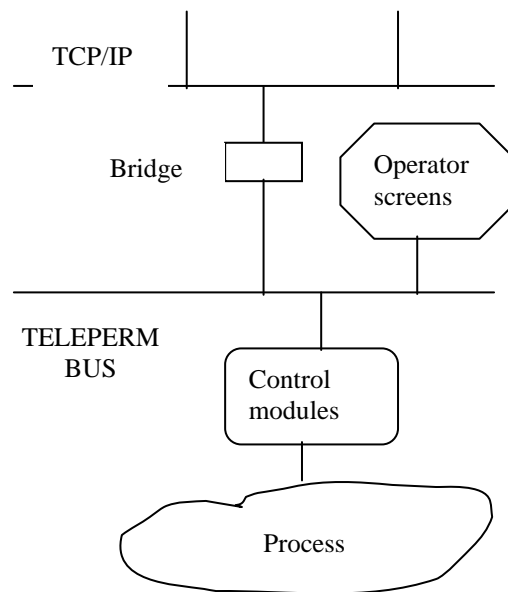 TCP/IP
Bridge
Operator
screens
TELEPERM
BUS
Control
modules
Process